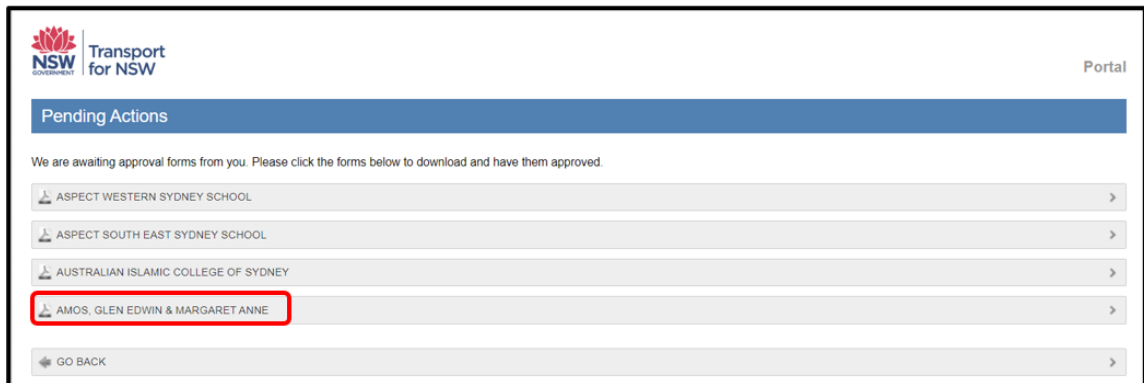 NSW
GOVERNMENT
Transport
for NSW
Portal
Pending Actions
We are awaiting approval forms from you. Please click the forms below to download and have them approved.
ASPECT WESTERN SYDNEY SCHOOL
ASPECT SOUTH EAST SYDNEY SCHOOL
AUSTRALIAN ISLAMIC COLLEGE OF SYDNEY
AMOS, GLEN EDWIN & MARGARET ANNE
GO BACK